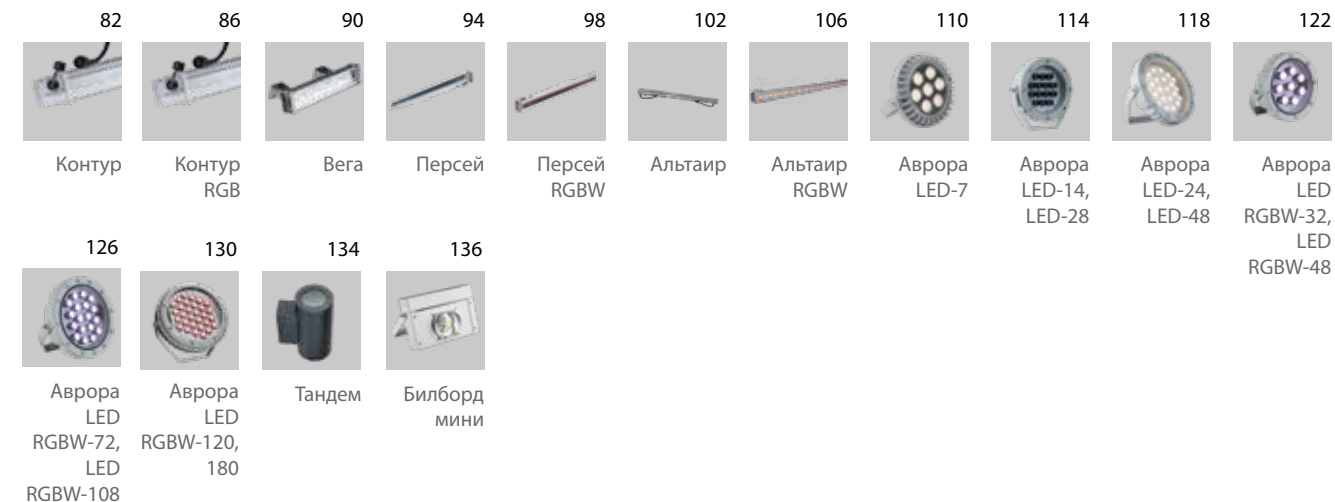 82 86 90 94 98 102 106 110 114 118 122
Контур Контур Вега Персей Персей Альтаир Альтаир Аврора Аврора Аврора Аврора
RGB RGBW RGBW LED-7 LED-14, LED-24, LED
LED-28 LED-48 RGBW-32,
LED
RGBW-48
126 130 134 136
Аврора Аврора Тандем Билборд
LED LED мини
RGBW-72, RGBW-120,
LED 180
RGBW-108